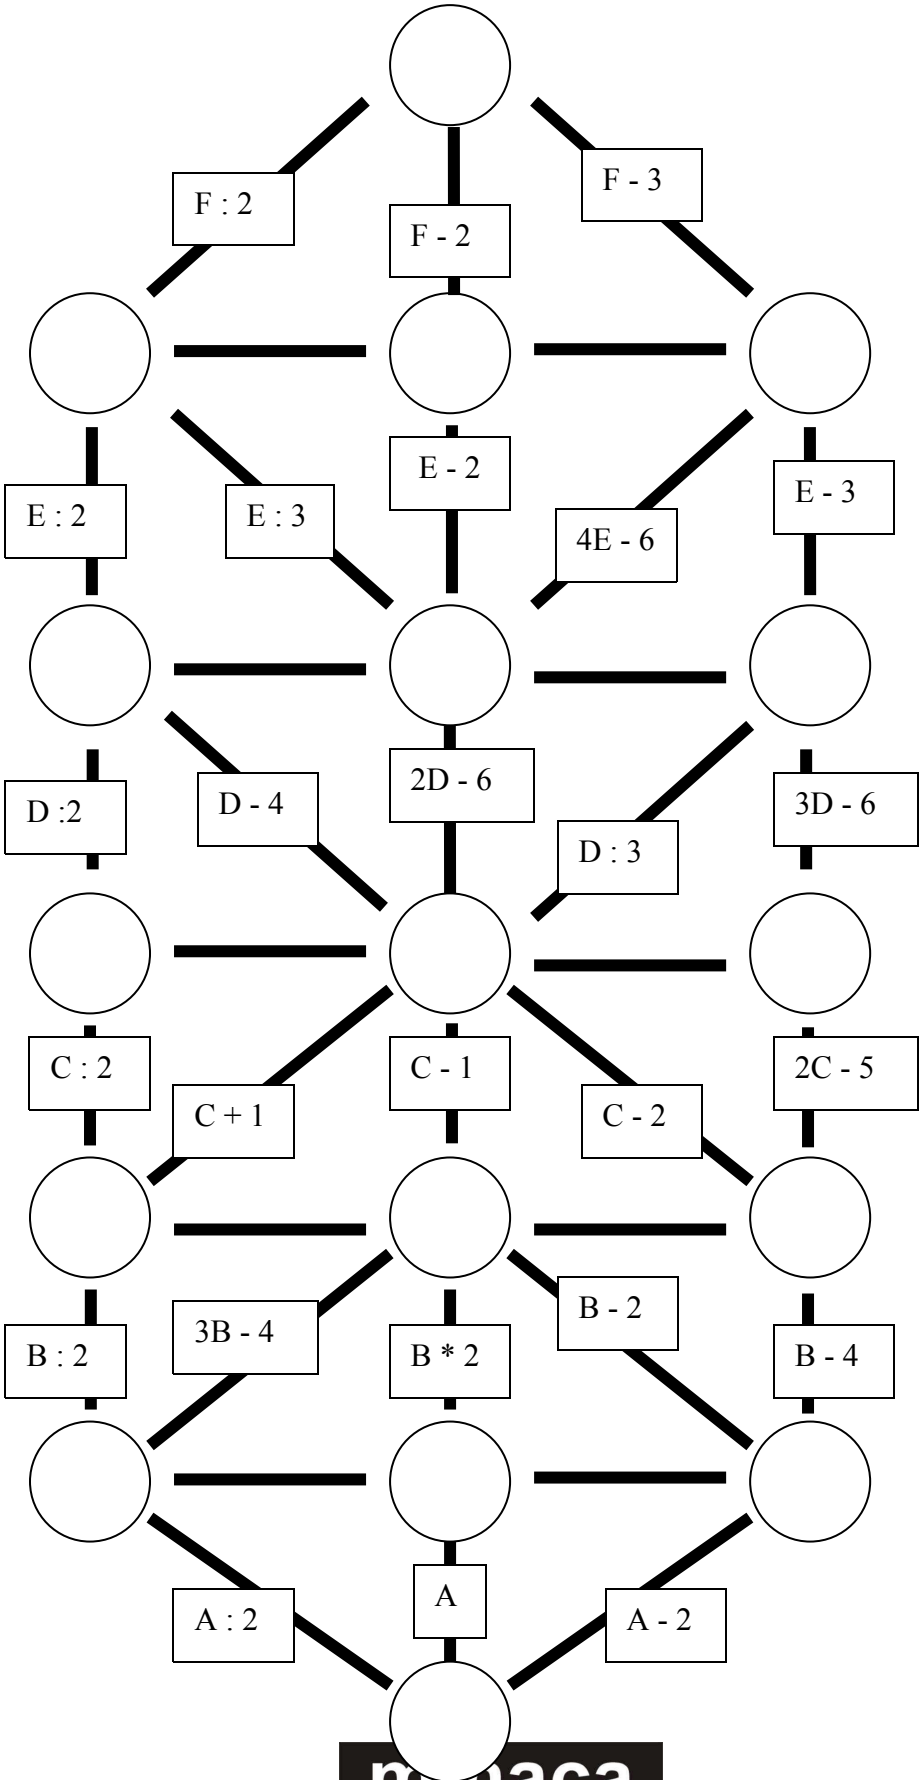 F - 3
F : 2
F - 2
E - 2
E - 3
E : 2
E : 3
4E - 6
2D - 6
D :2
D - 4
3D - 6
D : 3
C : 2
C - 1
2C - 5
C + 1
C - 2
B - 2
3B - 4
B : 2
B * 2
B - 4
A
A : 2
A - 2